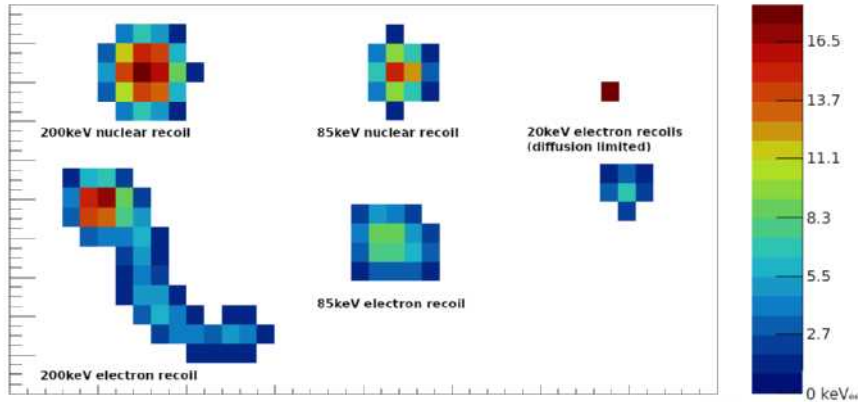 16.5
200keV nuclear recoil
85keV nuclear recoil
20keV electron recoils
(diffusion limited)
13.7
11.1
8.3
5.5
85keV electron recoil
2.7
200keV electron recoil